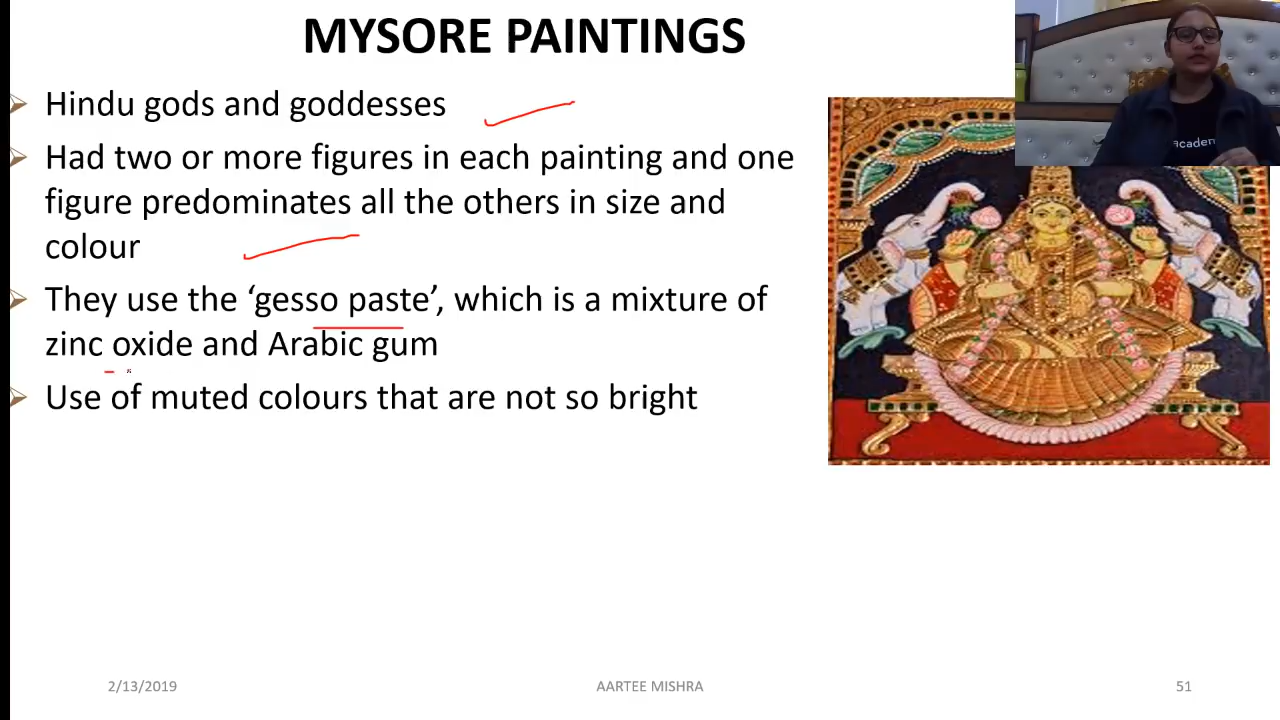 MYSORE PAINTINGS
Hindu gods and goddesses
Had two or more figures in each painting and one
figure predominates all the others in size and
colour
They use the ‘gesso paste’, which is a mixture of
zinc oxide and Arabic gum
Use of muted colours that are not so bright
academ
2/13/2019
AARTEE MISHRA
51